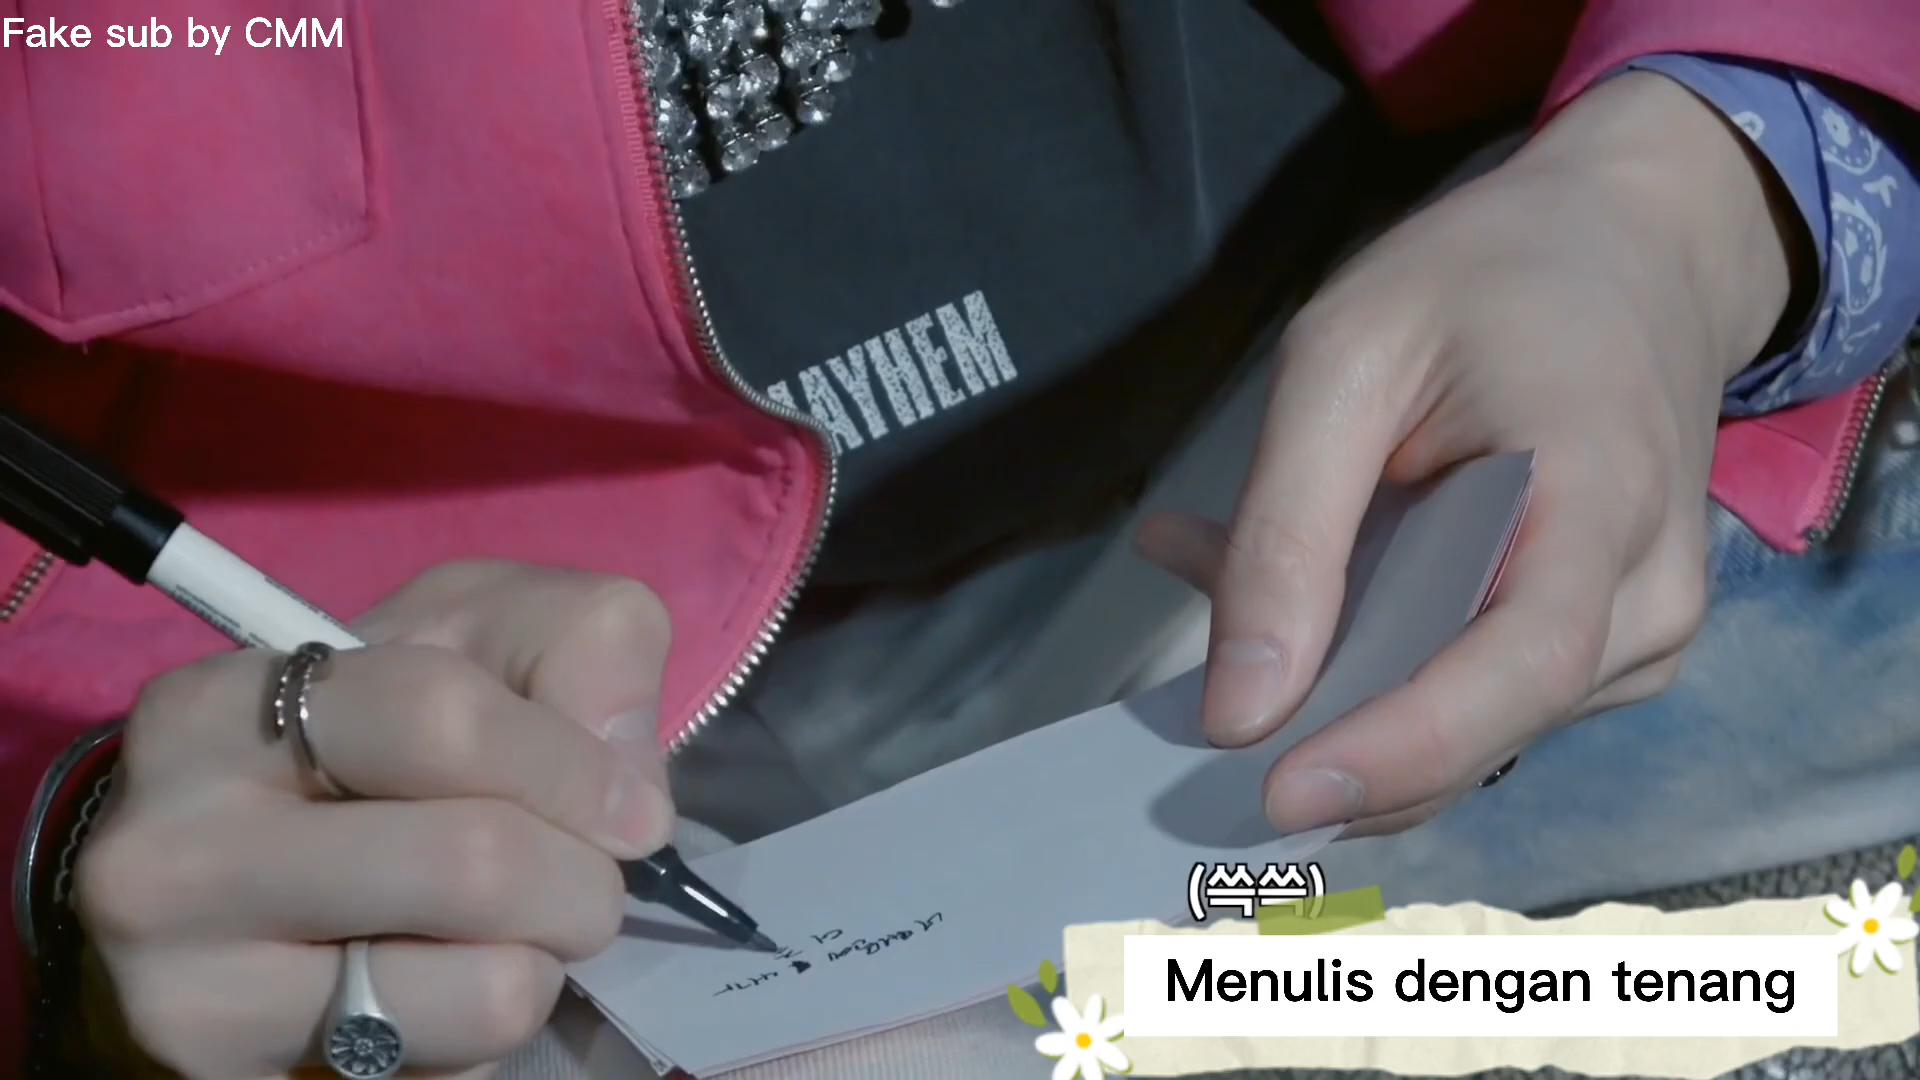 Fake sub by CMM
MAYHEM
(쓱쓱)
Menulis dengan tenang